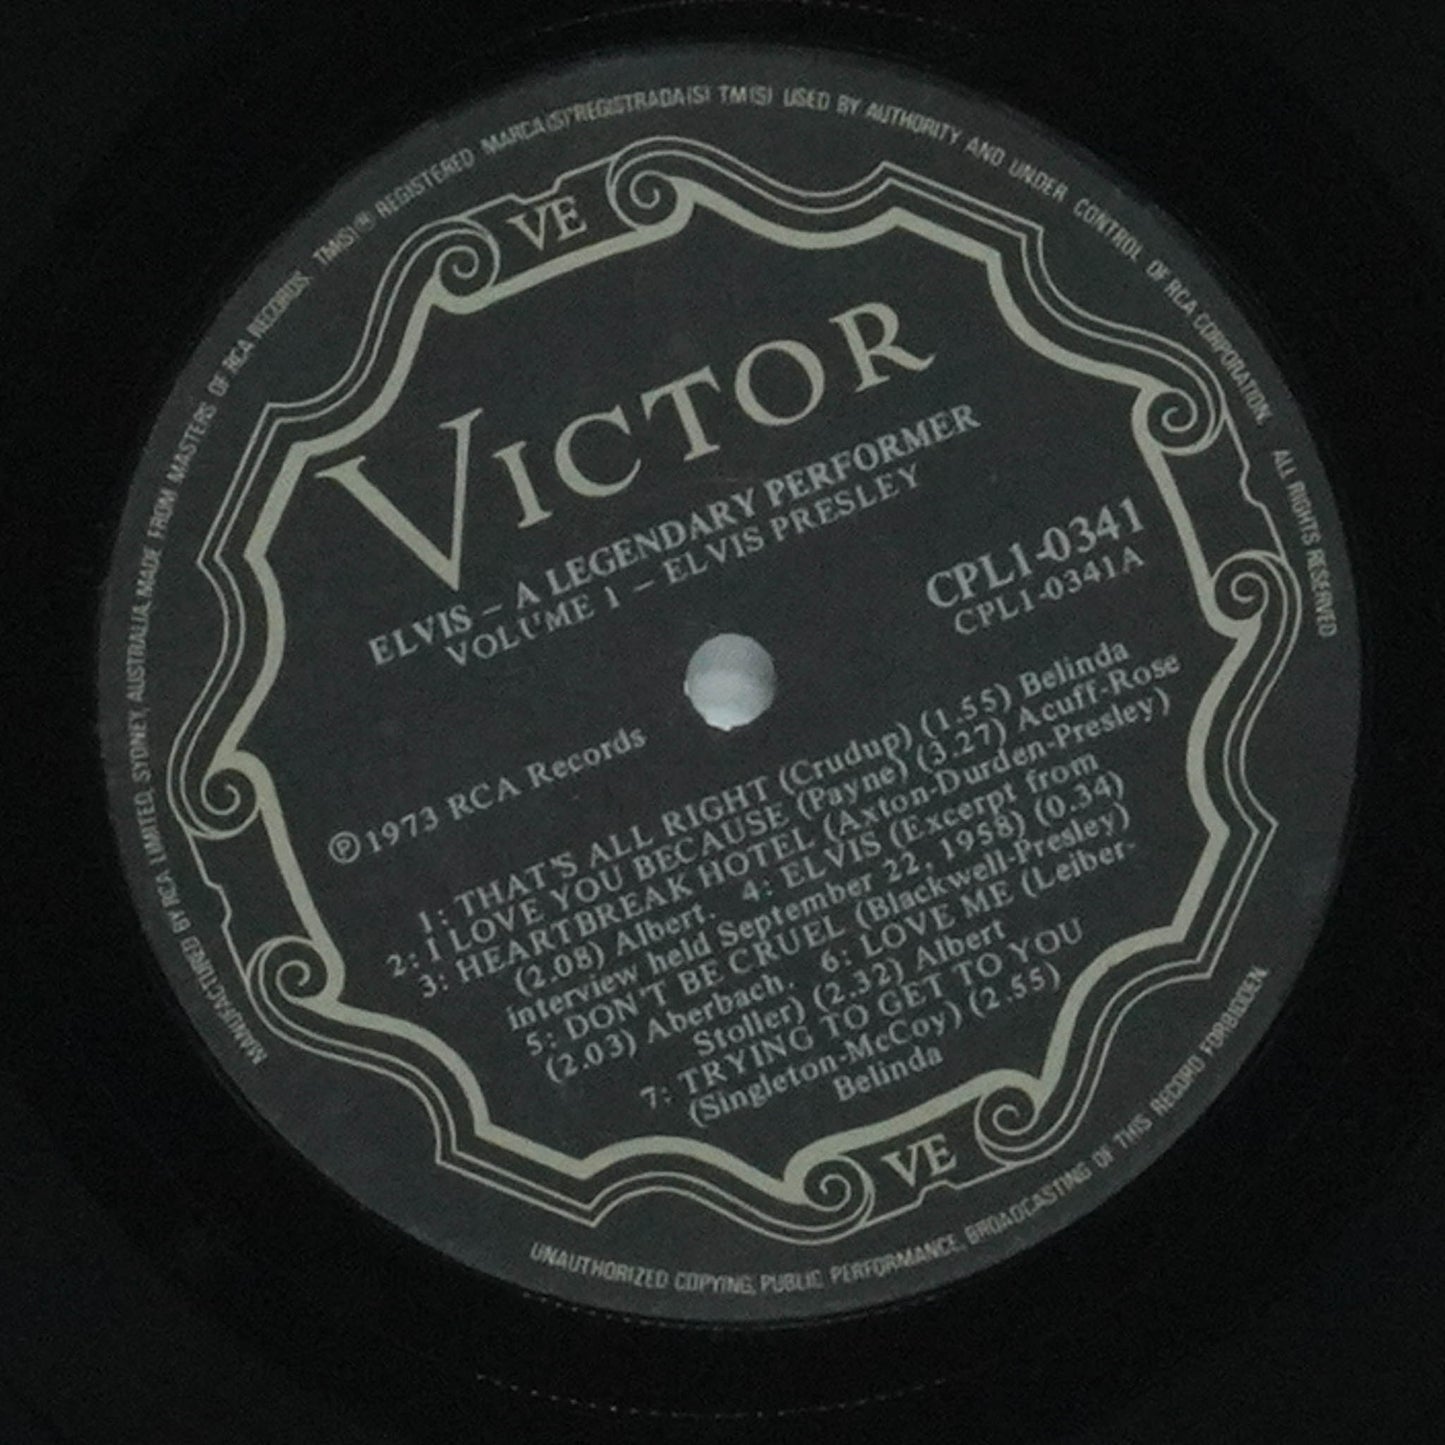 MANUFACTURED BY RCA LIMITED, SYDNEY, AUSTRALIA, MADE FROM MASTERS OF RCA RECORDS. TM(S)® REGISTERED MARCA(S) REGISTRADA(S) TM(S) USED BY AUTHORITY AND UNDER CONTROL OF RCA CORPORATION. ALL RIGHTS RESERVED
VE
VICTOR
ELVIS – A LEGENDARY PERFORMER
VOLUME 1 – ELVIS PRESLEY
CPL1-0341
CPL1-0341A
℗1973 RCA Records
1: THAT'S ALL RIGHT (Crudup) (1.55) Belinda
2: I LOVE YOU BECAUSE (Payne) (3.27) Acuff-Rose
3: HEARTBREAK HOTEL (Axton-Durden-Presley)
(2.08) Albert. 4: ELVIS (Excerpt from
interview held September 22, 1958) (0.34)
5: DON'T BE CRUEL (Blackwell-Presley)
(2.03) Aberbach. 6: LOVE ME (Leiber-
Stoller) (2.32) Albert
7: TRYING TO GET TO YOU
(Singleton-McCoy) (2.55)
Belinda
VE
UNAUTHORIZED COPYING, PUBLIC PERFORMANCE, BROADCASTING OF THIS RECORD FORBIDDEN